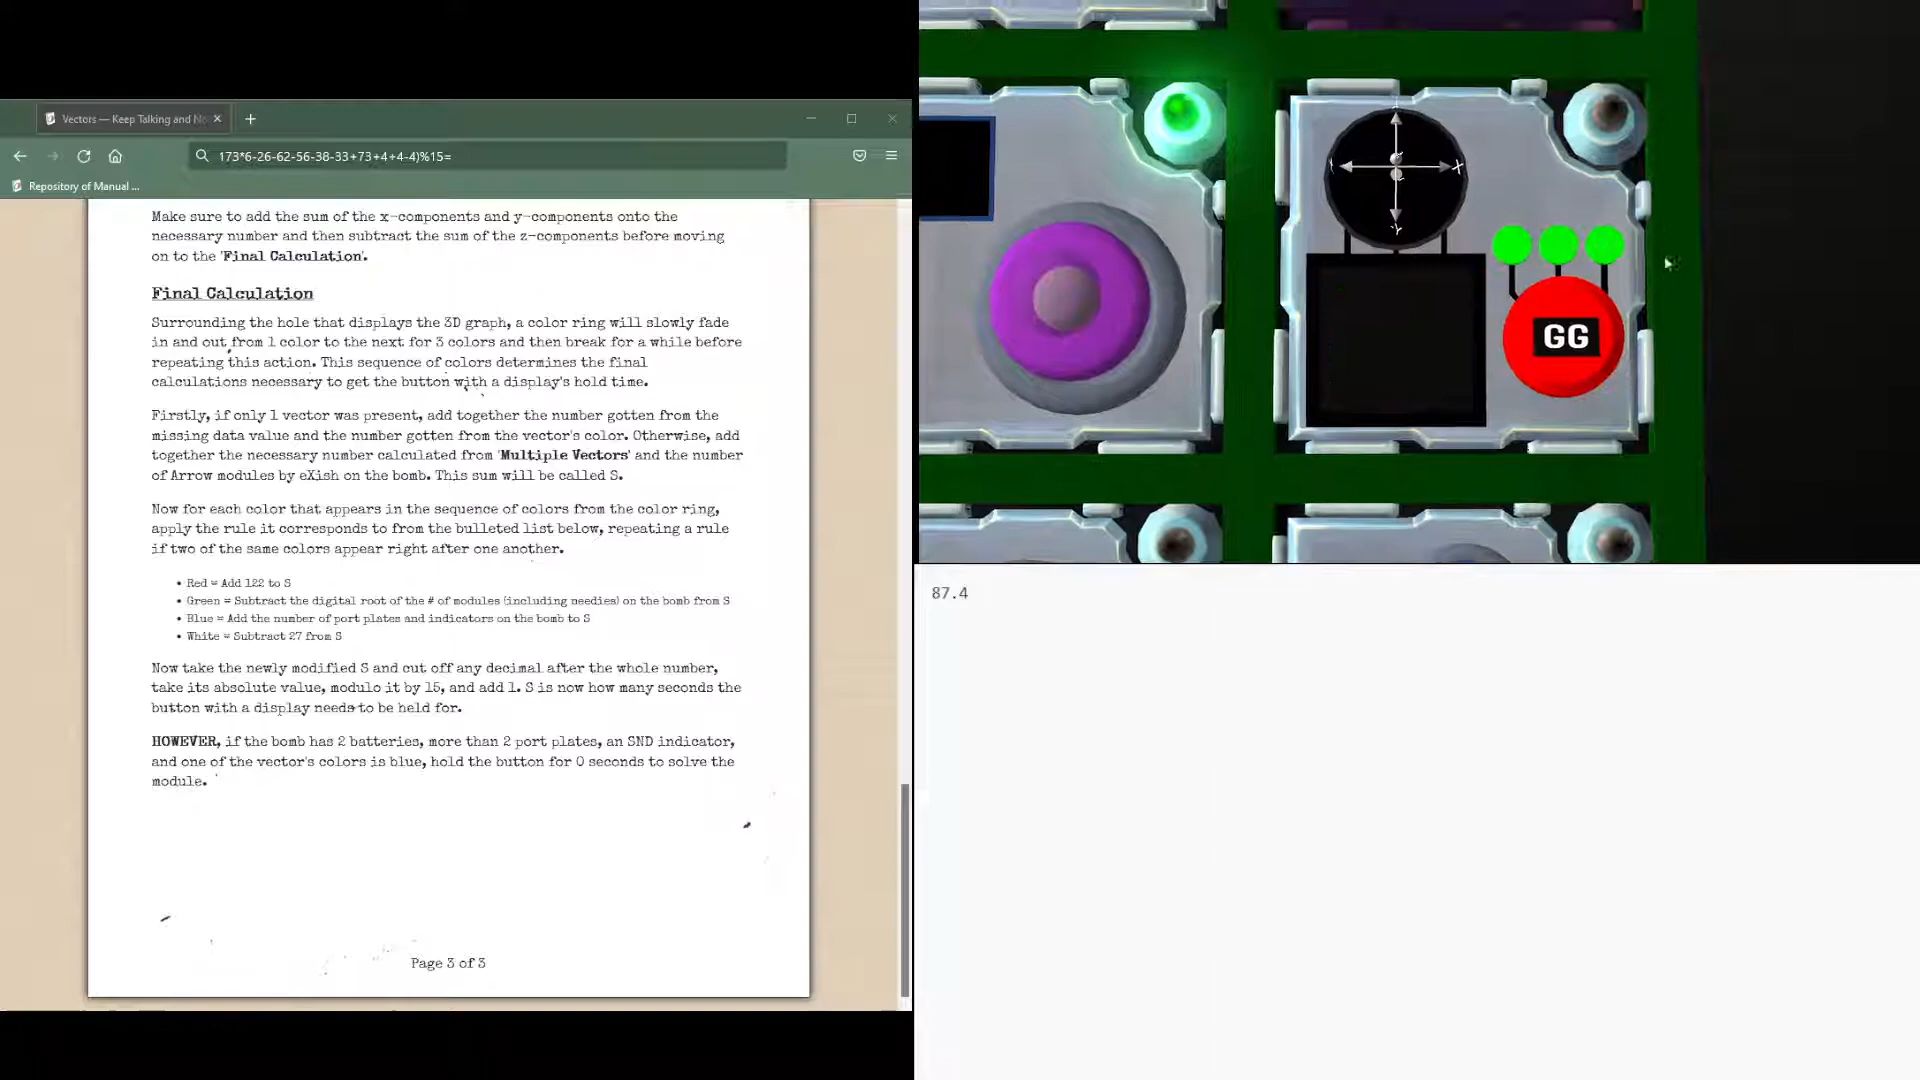 Vectors — Keep Talking and No
173*6-26-62-56-38-33+73+4+4-4)%15=
Repository of Manual ...
Make sure to add the sum of the x-components and y-components onto the
necessary number and then subtract the sum of the z-components before moving
on to the 'Final Calculation'.
Final Calculation
Surrounding the hole that displays the 3D graph, a color ring will slowly fade
in and out from 1 color to the next for 3 colors and then break for a while before
repeating this action. This sequence of colors determines the final
calculations necessary to get the button with a display's hold time.
Firstly, if only 1 vector was present, add together the number gotten from the
missing data value and the number gotten from the vector's color. Otherwise, add
together the necessary number calculated from 'Multiple Vectors' and the number
of Arrow modules by eXish on the bomb. This sum will be called S.
Now for each color that appears in the sequence of colors from the color ring,
apply the rule it corresponds to from the bulleted list below, repeating a rule
if two of the same colors appear right after one another.
• Red = Add 122 to S
• Green = Subtract the digital root of the # of modules (including needies) on the bomb from S
• Blue = Add the number of port plates and indicators on the bomb to S
• White = Subtract 27 from S
Now take the newly modified S and cut off any decimal after the whole number,
take its absolute value, modulo it by 15, and add 1. S is now how many seconds the
button with a display needs to be held for.
HOWEVER, if the bomb has 2 batteries, more than 2 port plates, an SND indicator,
and one of the vector's colors is blue, hold the button for 0 seconds to solve the
module.
Page 3 of 3
X
GG
87.4